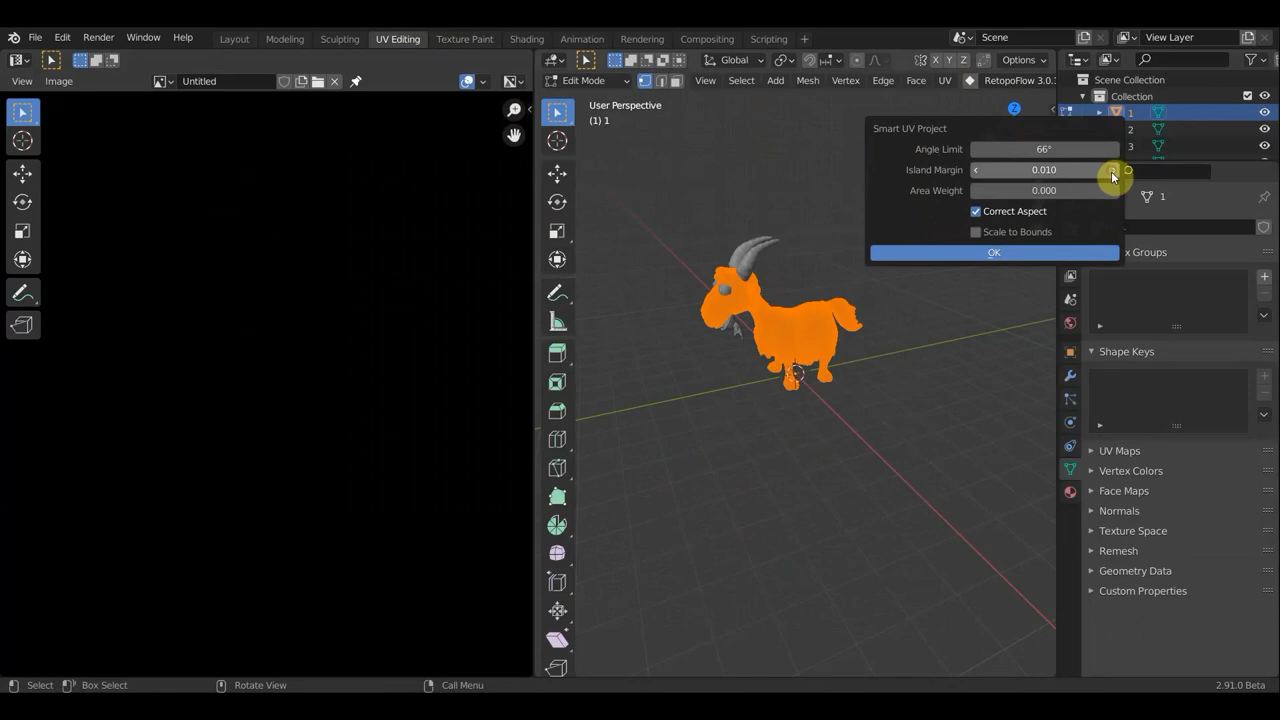 File Edit Render Window Help Layout Modeling Sculpting UV Editing Texture Paint Shading Animation Rendering Compositing Scripting + Scene View Layer
Global Options
View Image Untitled Edit Mode View Select Add Mesh Vertex Edge Face UV RetopoFlow 3.0. Scene Collection
X Y Z
Collection
User Perspective
(1) 1
Z
1
2
3
Smart UV Project
Angle Limit 66°
Island Margin 0.010
Area Weight 0.000
1
Correct Aspect
Scale to Bounds
OK
x Groups
Shape Keys
UV Maps
Vertex Colors
Face Maps
Normals
Texture Space
Remesh
Geometry Data
Custom Properties
Select Box Select Rotate View Call Menu 2.91.0 Beta